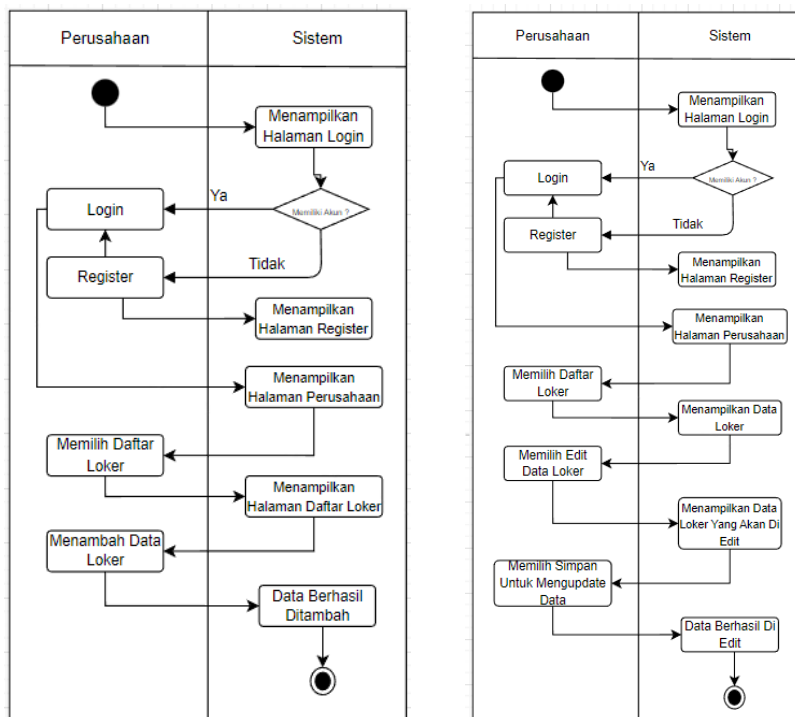 Perusahaan
Sistem
Menampilkan
Halaman Login
Memiliki Akun ?
Ya
Login
Tidak
Register
Menampilkan
Halaman Register
Menampilkan
Halaman Perusahaan
Memilih Daftar
Loker
Menampilkan
Halaman Daftar Loker
Menambah Data
Loker
Data Berhasil
Ditambah
Perusahaan
Sistem
Menampilkan
Halaman Login
Memiliki Akun ?
Ya
Login
Tidak
Register
Menampilkan
Halaman Register
Menampilkan
Halaman Perusahaan
Memilih Daftar
Loker
Menampilkan Data
Loker
Memilih Edit
Data Loker
Menampilkan Data
Loker Yang Akan Di
Edit
Memilih Simpan
Untuk Mengupdate
Data
Data Berhasil Di
Edit